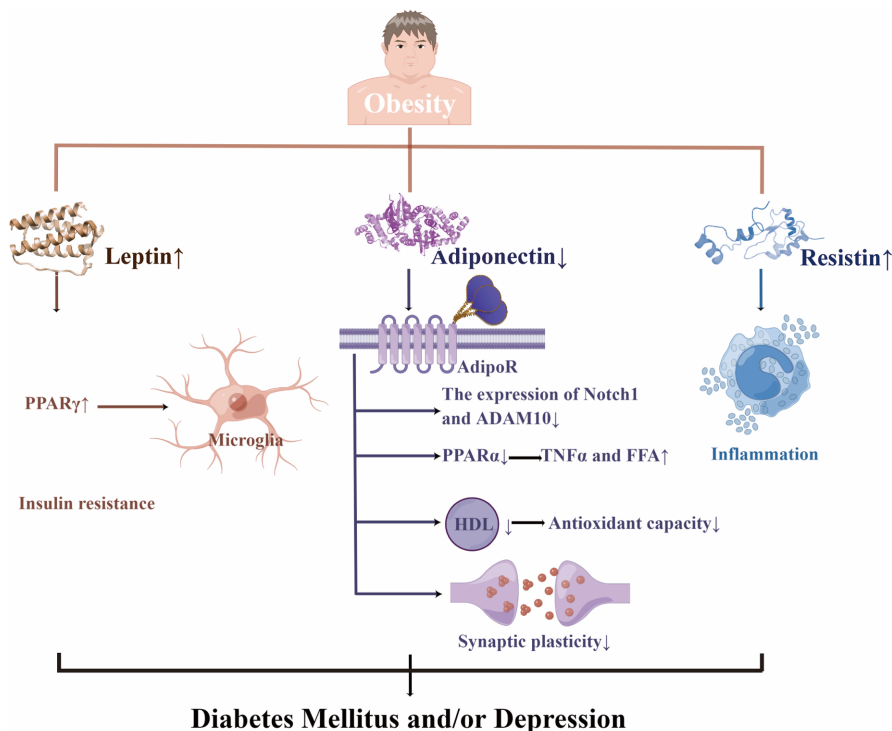 Obesity
Leptin↑
Adiponectin↓
Resistin↑
AdipoR
PPARγ↑
Microglia
Insulin resistance
The expression of Notch1
and ADAM10↓
PPARα↓
TNFα and FFA↑
HDL ↓
Antioxidant capacity↓
Synaptic plasticity↓
Inflammation
Diabetes Mellitus and/or Depression